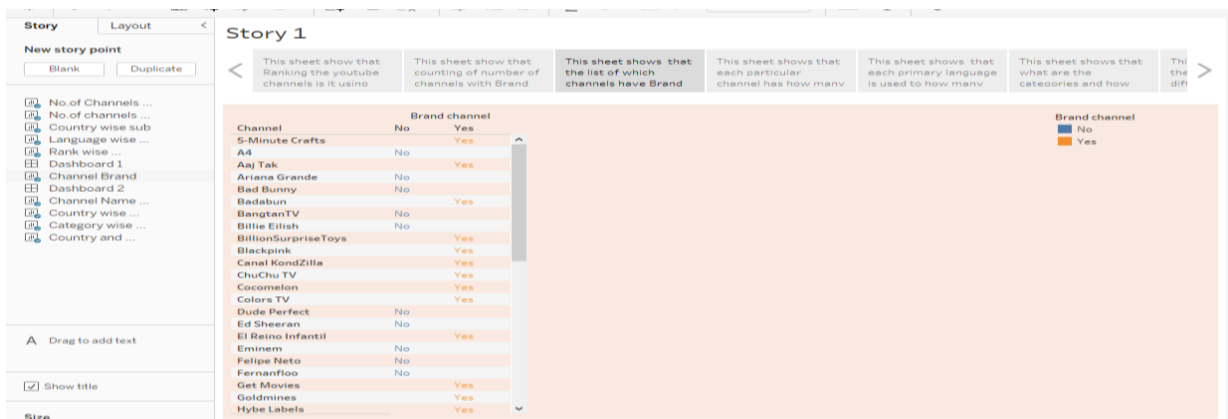 Story Layout <
New story point
Blank Duplicate
No.of Channels ...
No.of channels ...
Country wise sub
Language wise ...
Rank wise ...
Dashboard 1
Channel Brand
Dashboard 2
Channel Name ...
Country wise ...
Category wise ...
Country and ...
A Drag to add text
Show title
Size
Story 1
This sheet show that
Ranking the youtube
channels is it using
This sheet show that
counting of number of
channels with Brand
This sheet shows that
the list of which
channels have Brand
This sheet shows that
each particular
channel has how many
This sheet shows that
each primary language
is used to how many
This sheet shows that
what are the
categories and how
Thi
the
diff
Brand channel
Channel No Yes
5-Minute Crafts Yes
A4 No
Aaj Tak Yes
Ariana Grande No
Bad Bunny No
Badabun Yes
BangtanTV No
Billie Eilish No
BillionSurpriseToys Yes
Blackpink Yes
Canal KondZilla Yes
ChuChu TV Yes
Cocomelon Yes
Colors TV Yes
Dude Perfect No
Ed Sheeran No
El Reino Infantil Yes
Eminem No
Felipe Neto No
Fernanfloo No
Get Movies Yes
Goldmines Yes
Hybe Labels Yes
Brand channel
No
Yes